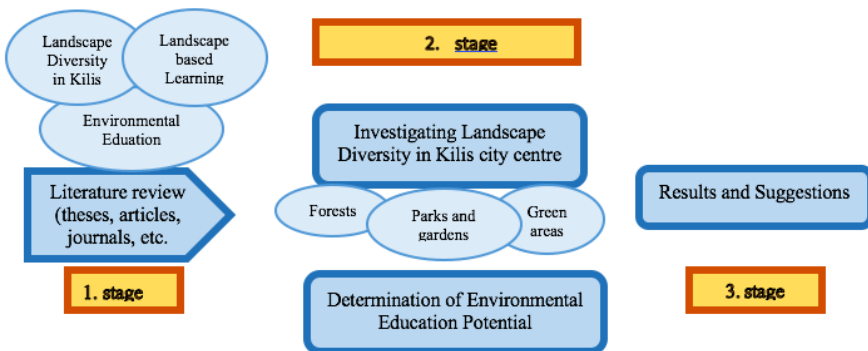 Landscape
Diversity
in Kilis
Landscape
based
Learning
Environmental
Eduation
Literature review
(theses, articles,
journals, etc.
1. stage
2. stage
Investigating Landscape
Diversity in Kilis city centre
Forests
Parks and
gardens
Green
areas
Determination of Environmental
Education Potential
Results and Suggestions
3. stage